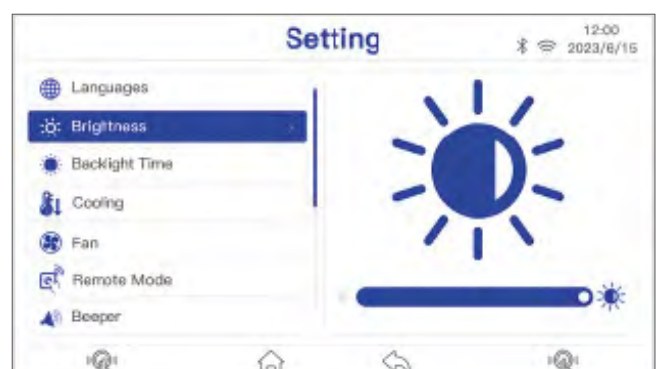 Setting
12:00
2023/6/15
Languages
Brightness
Backlight Time
Cooling
Fan
Remote Mode
Beeper